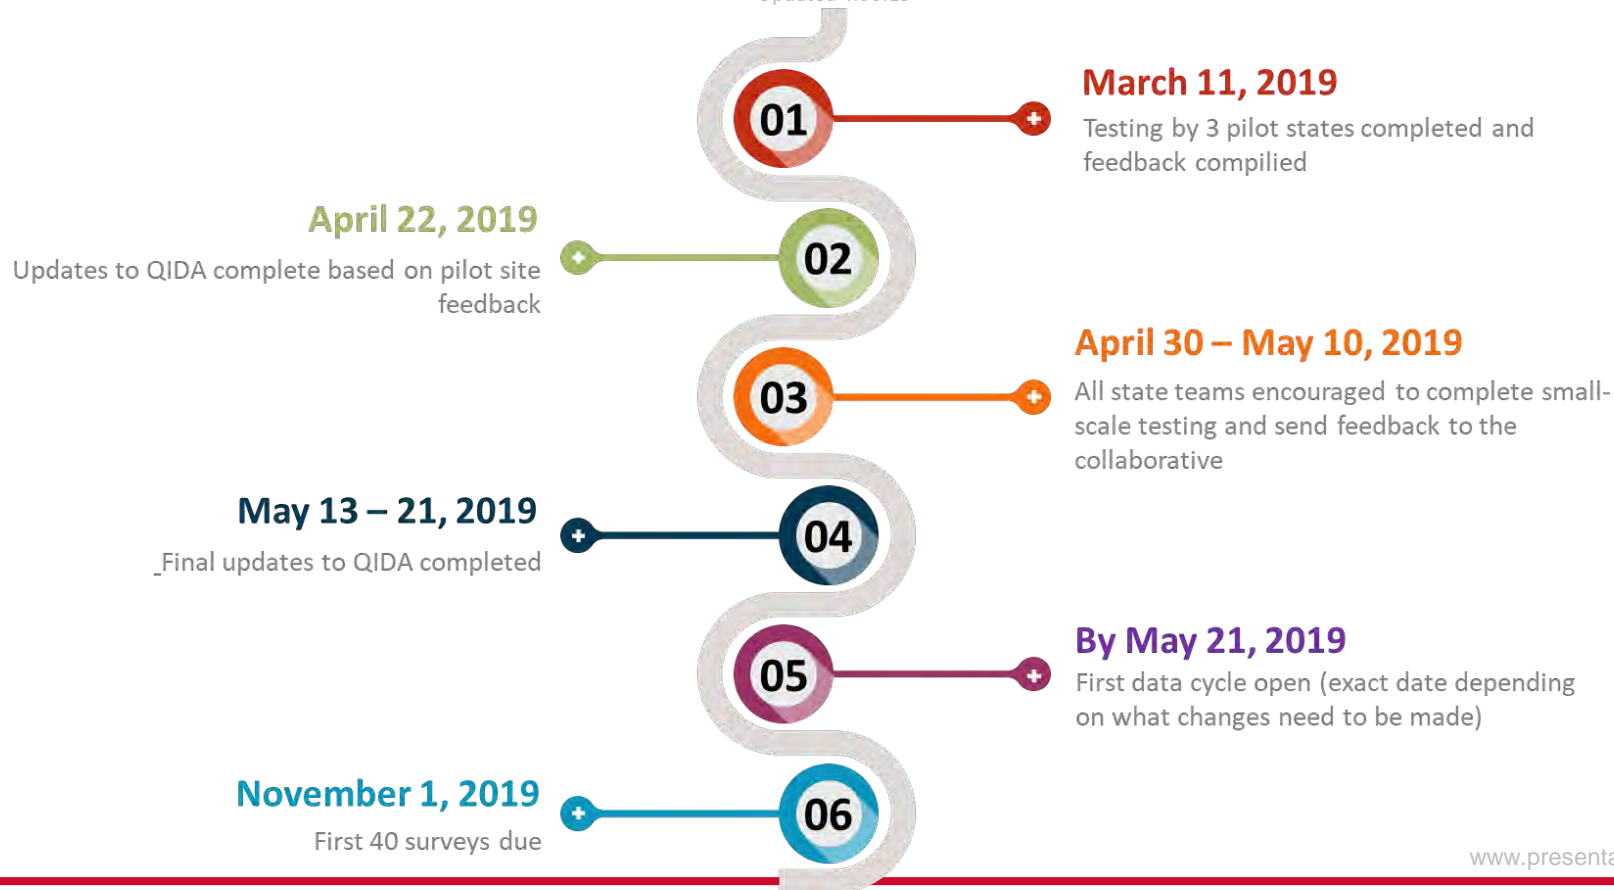 01
March 11, 2019
Testing by 3 pilot states completed and
feedback compilied
April 22, 2019
02
Updates to QIDA complete based on pilot site
feedback
April 30 – May 10, 2019
03
All state teams encouraged to complete small-
scale testing and send feedback to the
collaborative
May 13 – 21, 2019
04
Final updates to QIDA completed
By May 21, 2019
05
First data cycle open (exact date depending
on what changes need to be made)
November 1, 2019
06
First 40 surveys due